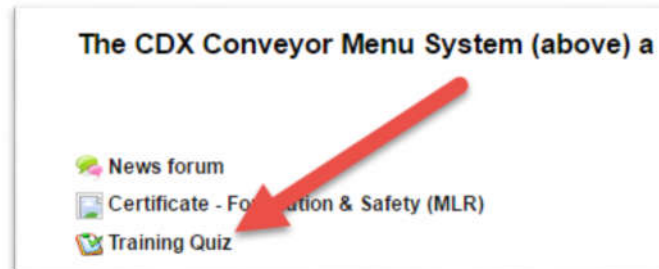 The CDX Conveyor Menu System (above) a
News forum
Certificate - & Safety (MLR)
Training Quiz